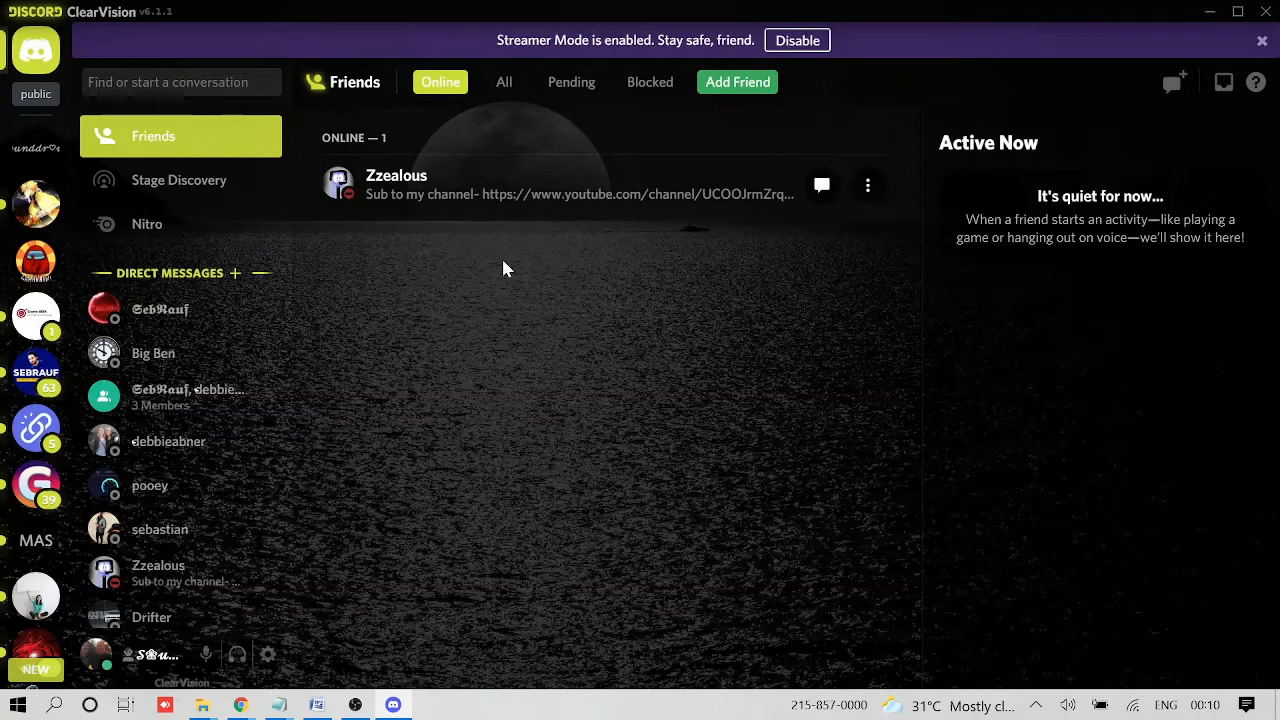 DISCORD ClearVision v6.1.1
Streamer Mode is enabled. Stay safe, friend.
Disable
Find or start a conversation
Friends
Online
All
Pending
Blocked
Add Friend
public
Friends
Stage Discovery
Nitro
DIRECT MESSAGES
𝕾𝖊𝖇𝕽𝖆𝖚𝖋
Big Ben
𝕾𝖊𝖇𝕽𝖆𝖚𝖋, debbie...
3 Members
debbieabner
pooey
sebastian
Zzealous
Sub to my channel~ ...
Drifter
ClearVision
1
SEBRAUF
63
5
39
MAS
NEW
ONLINE — 1
Zzealous
Sub to my channel~ https://www.youtube.com/channel/UCOOJrmZrq...
Active Now
It's quiet for now...
When a friend starts an activity—like playing a
game or hanging out on voice—we'll show it here!
215-857-0000
31°C Mostly cl...
ENG
00:10